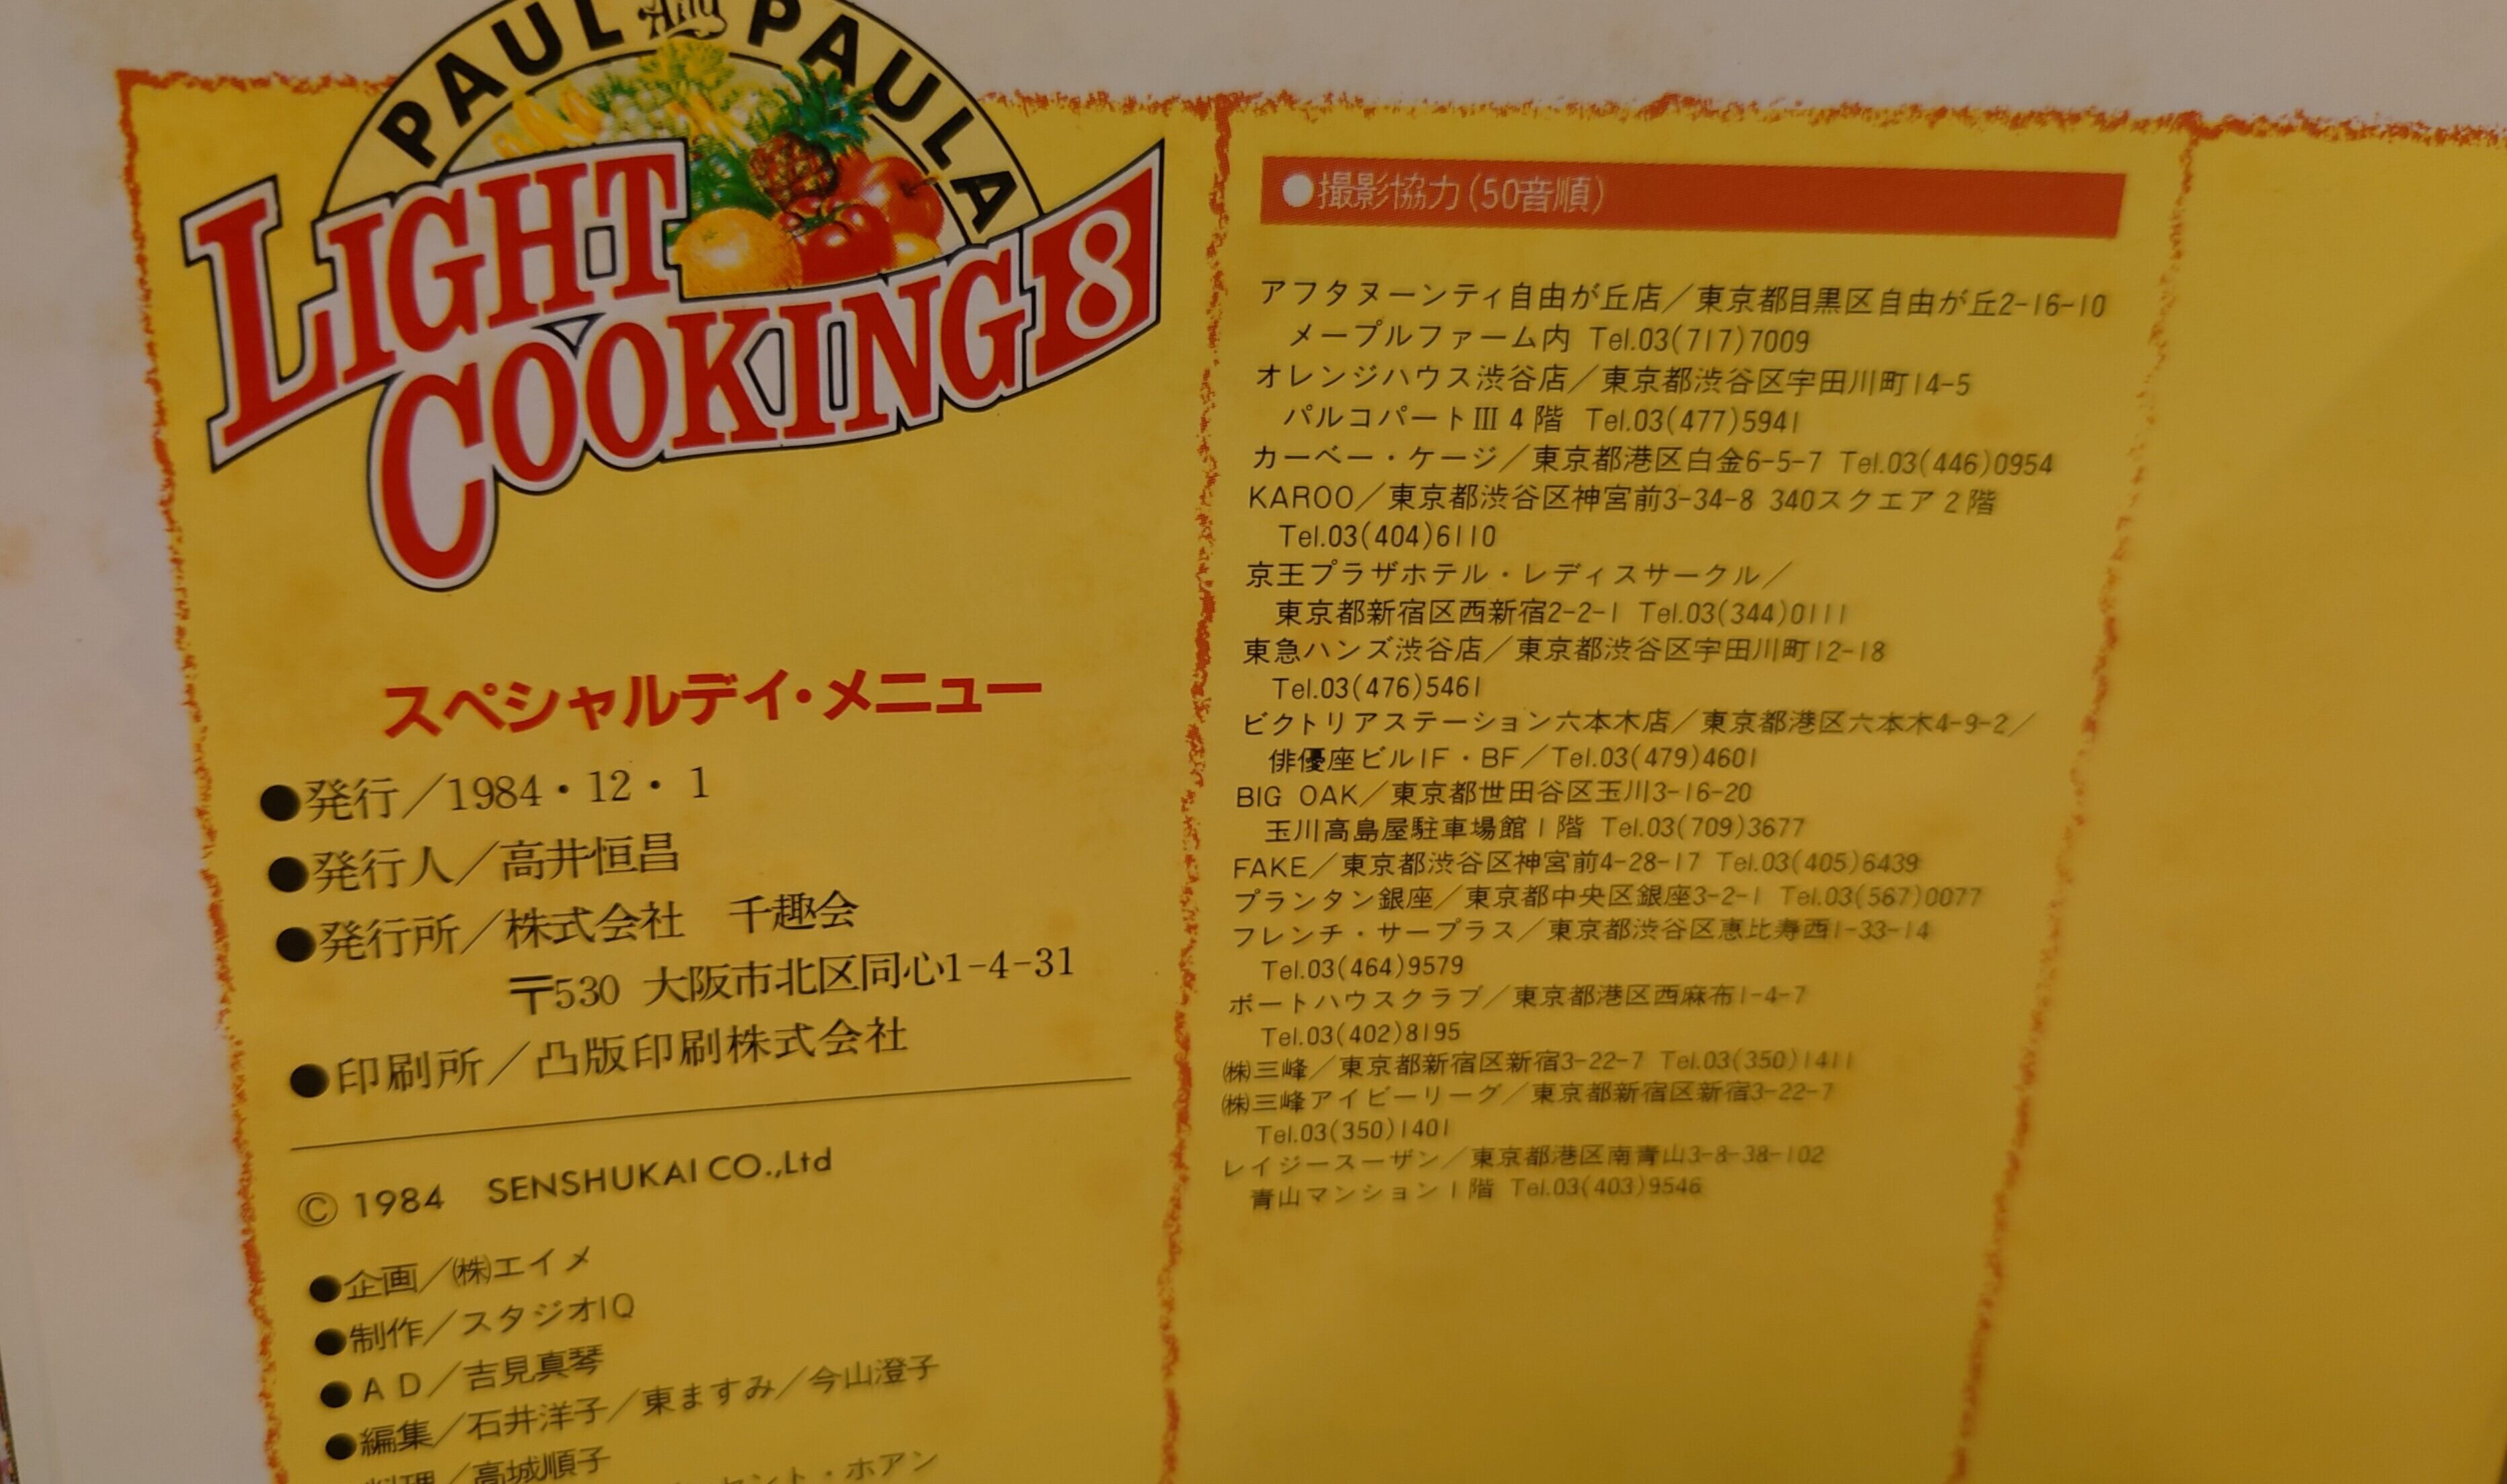 PAUL And PAULA
LIGHT
COOKING 8
スペシャルデイ・メニュー
●発行／1984・12・1
●発行人／高井恒昌
●発行所／株式会社　千趣会
〒530 大阪市北区同心1-4-31
●印刷所／凸版印刷株式会社
© 1984　SENSHUKAI CO.,Ltd
●企画／㈱エイメ
●制作／スタジオIQ
●AD／吉見真琴
●編集／石井洋子／東ますみ／今山澄子
料理／高城順子
セント・ホアン
●撮影協力(50音順)
アフタヌーンティ自由が丘店／東京都目黒区自由が丘2-16-10
メープルファーム内 Tel.03(717)7009
オレンジハウス渋谷店／東京都渋谷区宇田川町14-5
パルコパートⅢ4階 Tel.03(477)5941
カーベー・ケージ／東京都港区白金6-5-7 Tel.03(446)0954
KAROO／東京都渋谷区神宮前3-34-8 340スクエア2階
Tel.03(404)6110
京王プラザホテル・レディスサークル／
東京都新宿区西新宿2-2-1 Tel.03(344)0111
東急ハンズ渋谷店／東京都渋谷区宇田川町12-18
Tel.03(476)5461
ビクトリアステーション六本木店／東京都港区六本木4-9-2／
俳優座ビル1F・BF／Tel.03(479)4601
BIG OAK／東京都世田谷区玉川3-16-20
玉川高島屋駐車場館1階 Tel.03(709)3677
FAKE／東京都渋谷区神宮前4-28-17 Tel.03(405)6439
プランタン銀座／東京都中央区銀座3-2-1 Tel.03(567)0077
フレンチ・サープラス／東京都渋谷区恵比寿西1-33-14
Tel.03(464)9579
ボートハウスクラブ／東京都港区西麻布1-4-7
Tel.03(402)8195
㈱三峰／東京都新宿区新宿3-22-7 Tel.03(350)1411
㈱三峰アイビーリーグ／東京都新宿区新宿3-22-7
Tel.03(350)1401
レイジースーザン／東京都港区南青山3-8-38-102
青山マンション1階 Tel.03(403)9546